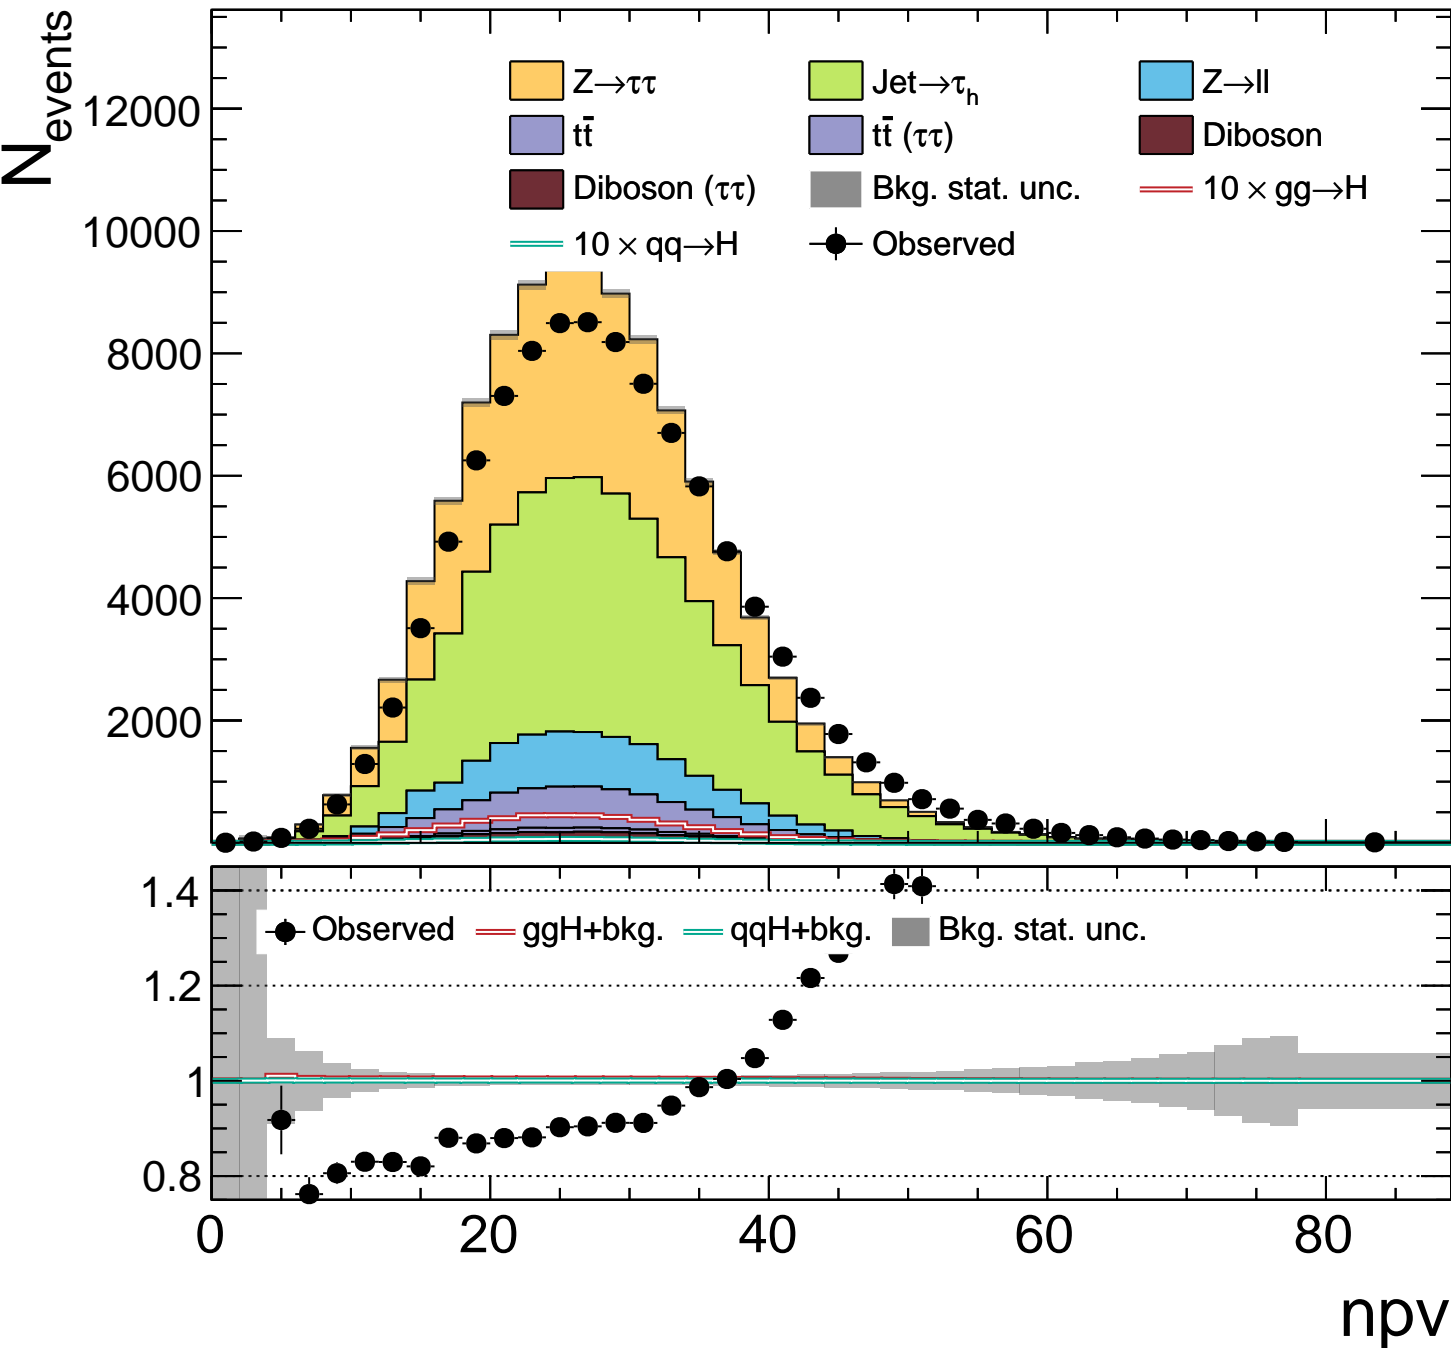 N_events
12000
10000
8000
6000
4000
2000
Z→ττ Jet→τ_h Z→ll
tt̄ tt̄ (ττ) Diboson
Diboson (ττ) Bkg. stat. unc. 10 × gg→H
10 × qq→H Observed
1.4
1.2
1
0.8
Observed ggH+bkg. qqH+bkg. Bkg. stat. unc.
0 20 40 60 80
npv